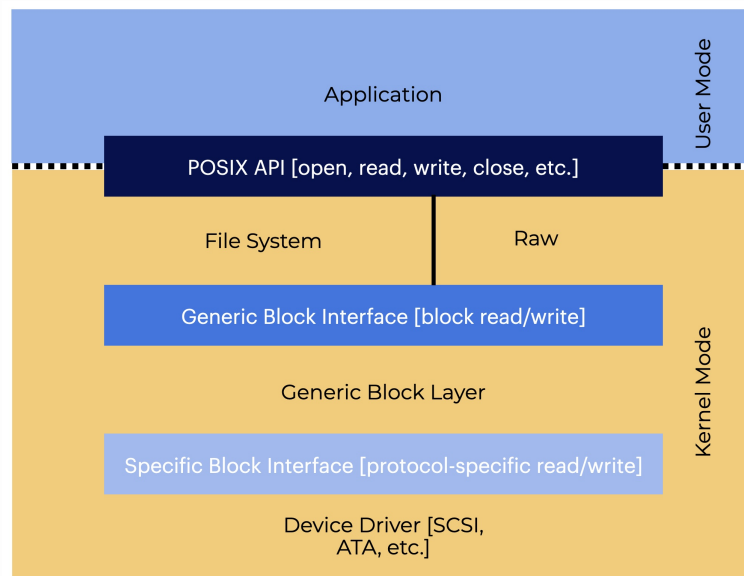 User Mode
Application
POSIX API [open, read, write, close, etc.]
File System
Raw
Generic Block Interface [block read/write]
Kernel Mode
Generic Block Layer
Specific Block Interface [protocol-specific read/write]
Device Driver [SCSI,
ATA, etc.]